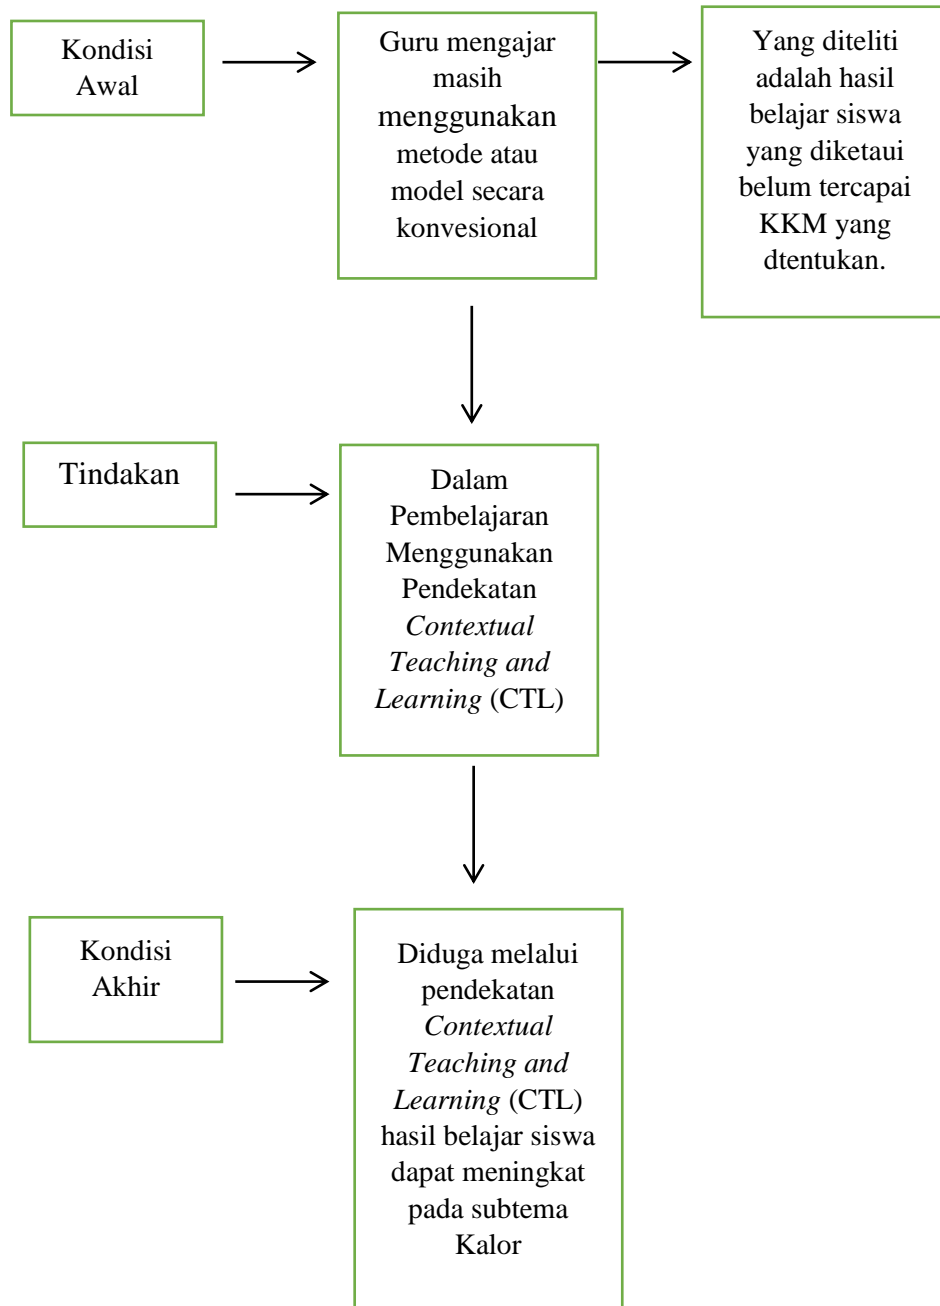 Kondisi
Awal
Guru mengajar
masih
menggunakan
metode atau
model secara
konvesional
Yang diteliti
adalah hasil
belajar siswa
yang diketaui
belum tercapai
KKM yang
dtentukan.
Tindakan
Dalam
Pembelajaran
Menggunakan
Pendekatan
Contextual
Teaching and
Learning (CTL)
Kondisi
Akhir
Diduga melalui
pendekatan
Contextual
Teaching and
Learning (CTL)
hasil belajar siswa
dapat meningkat
pada subtema
Kalor